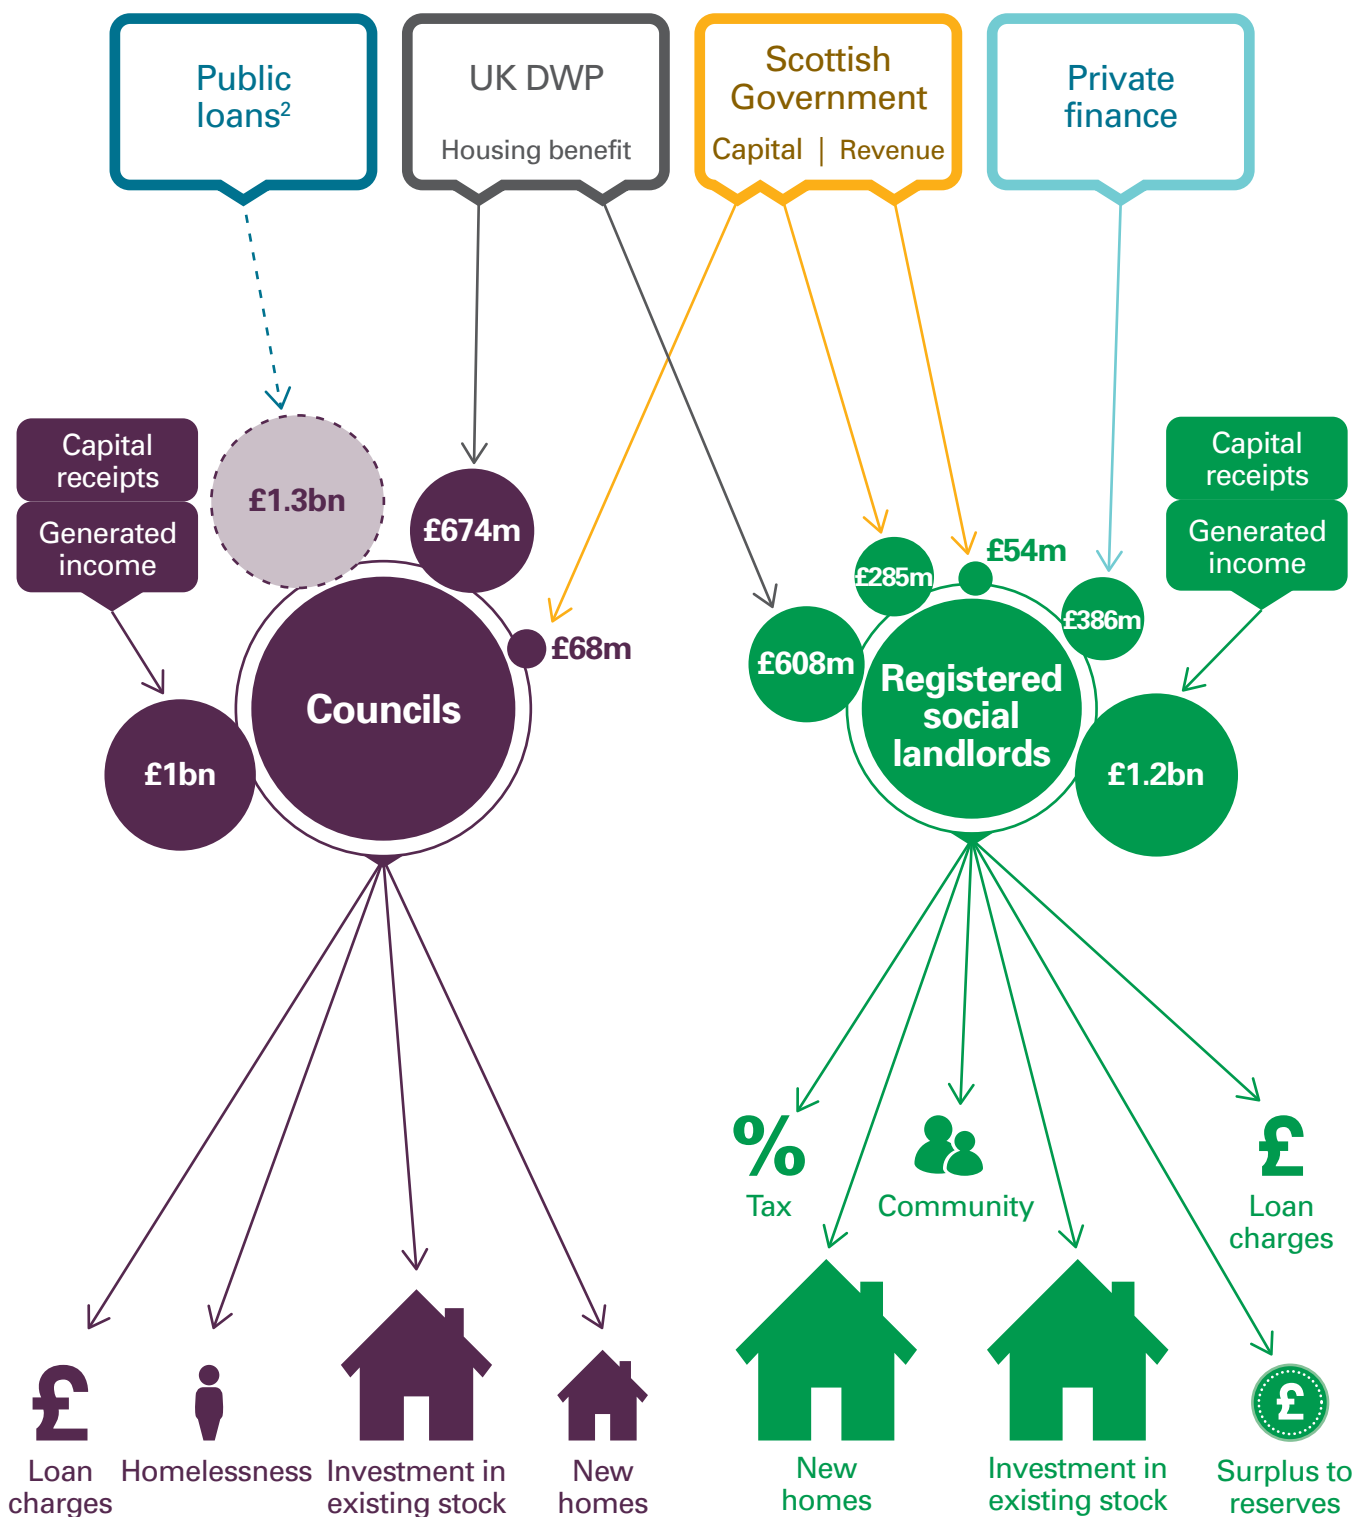 Public
loans²
UK DWP
Housing benefit
Scottish
Government
Capital | Revenue
Private
finance
Capital
receipts
Generated
income
£1.3bn
£674m
£68m
£1bn
Councils
£285m
£54m
£386m
£608m
Registered
social
landlords
Capital
receipts
Generated
income
£1.2bn
%
Tax
Community
£
Loan
charges
£
Loan
charges
Homelessness
Investment in
existing stock
New
homes
New
homes
Investment in
existing stock
£
Surplus to
reserves